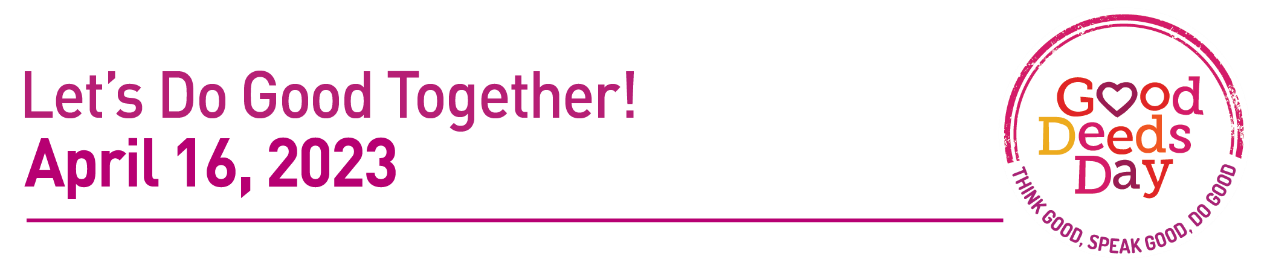 Let's Do Good Together!
April 16, 2023
Good
Deeds
Day
THINK GOOD, SPEAK GOOD, DO GOOD